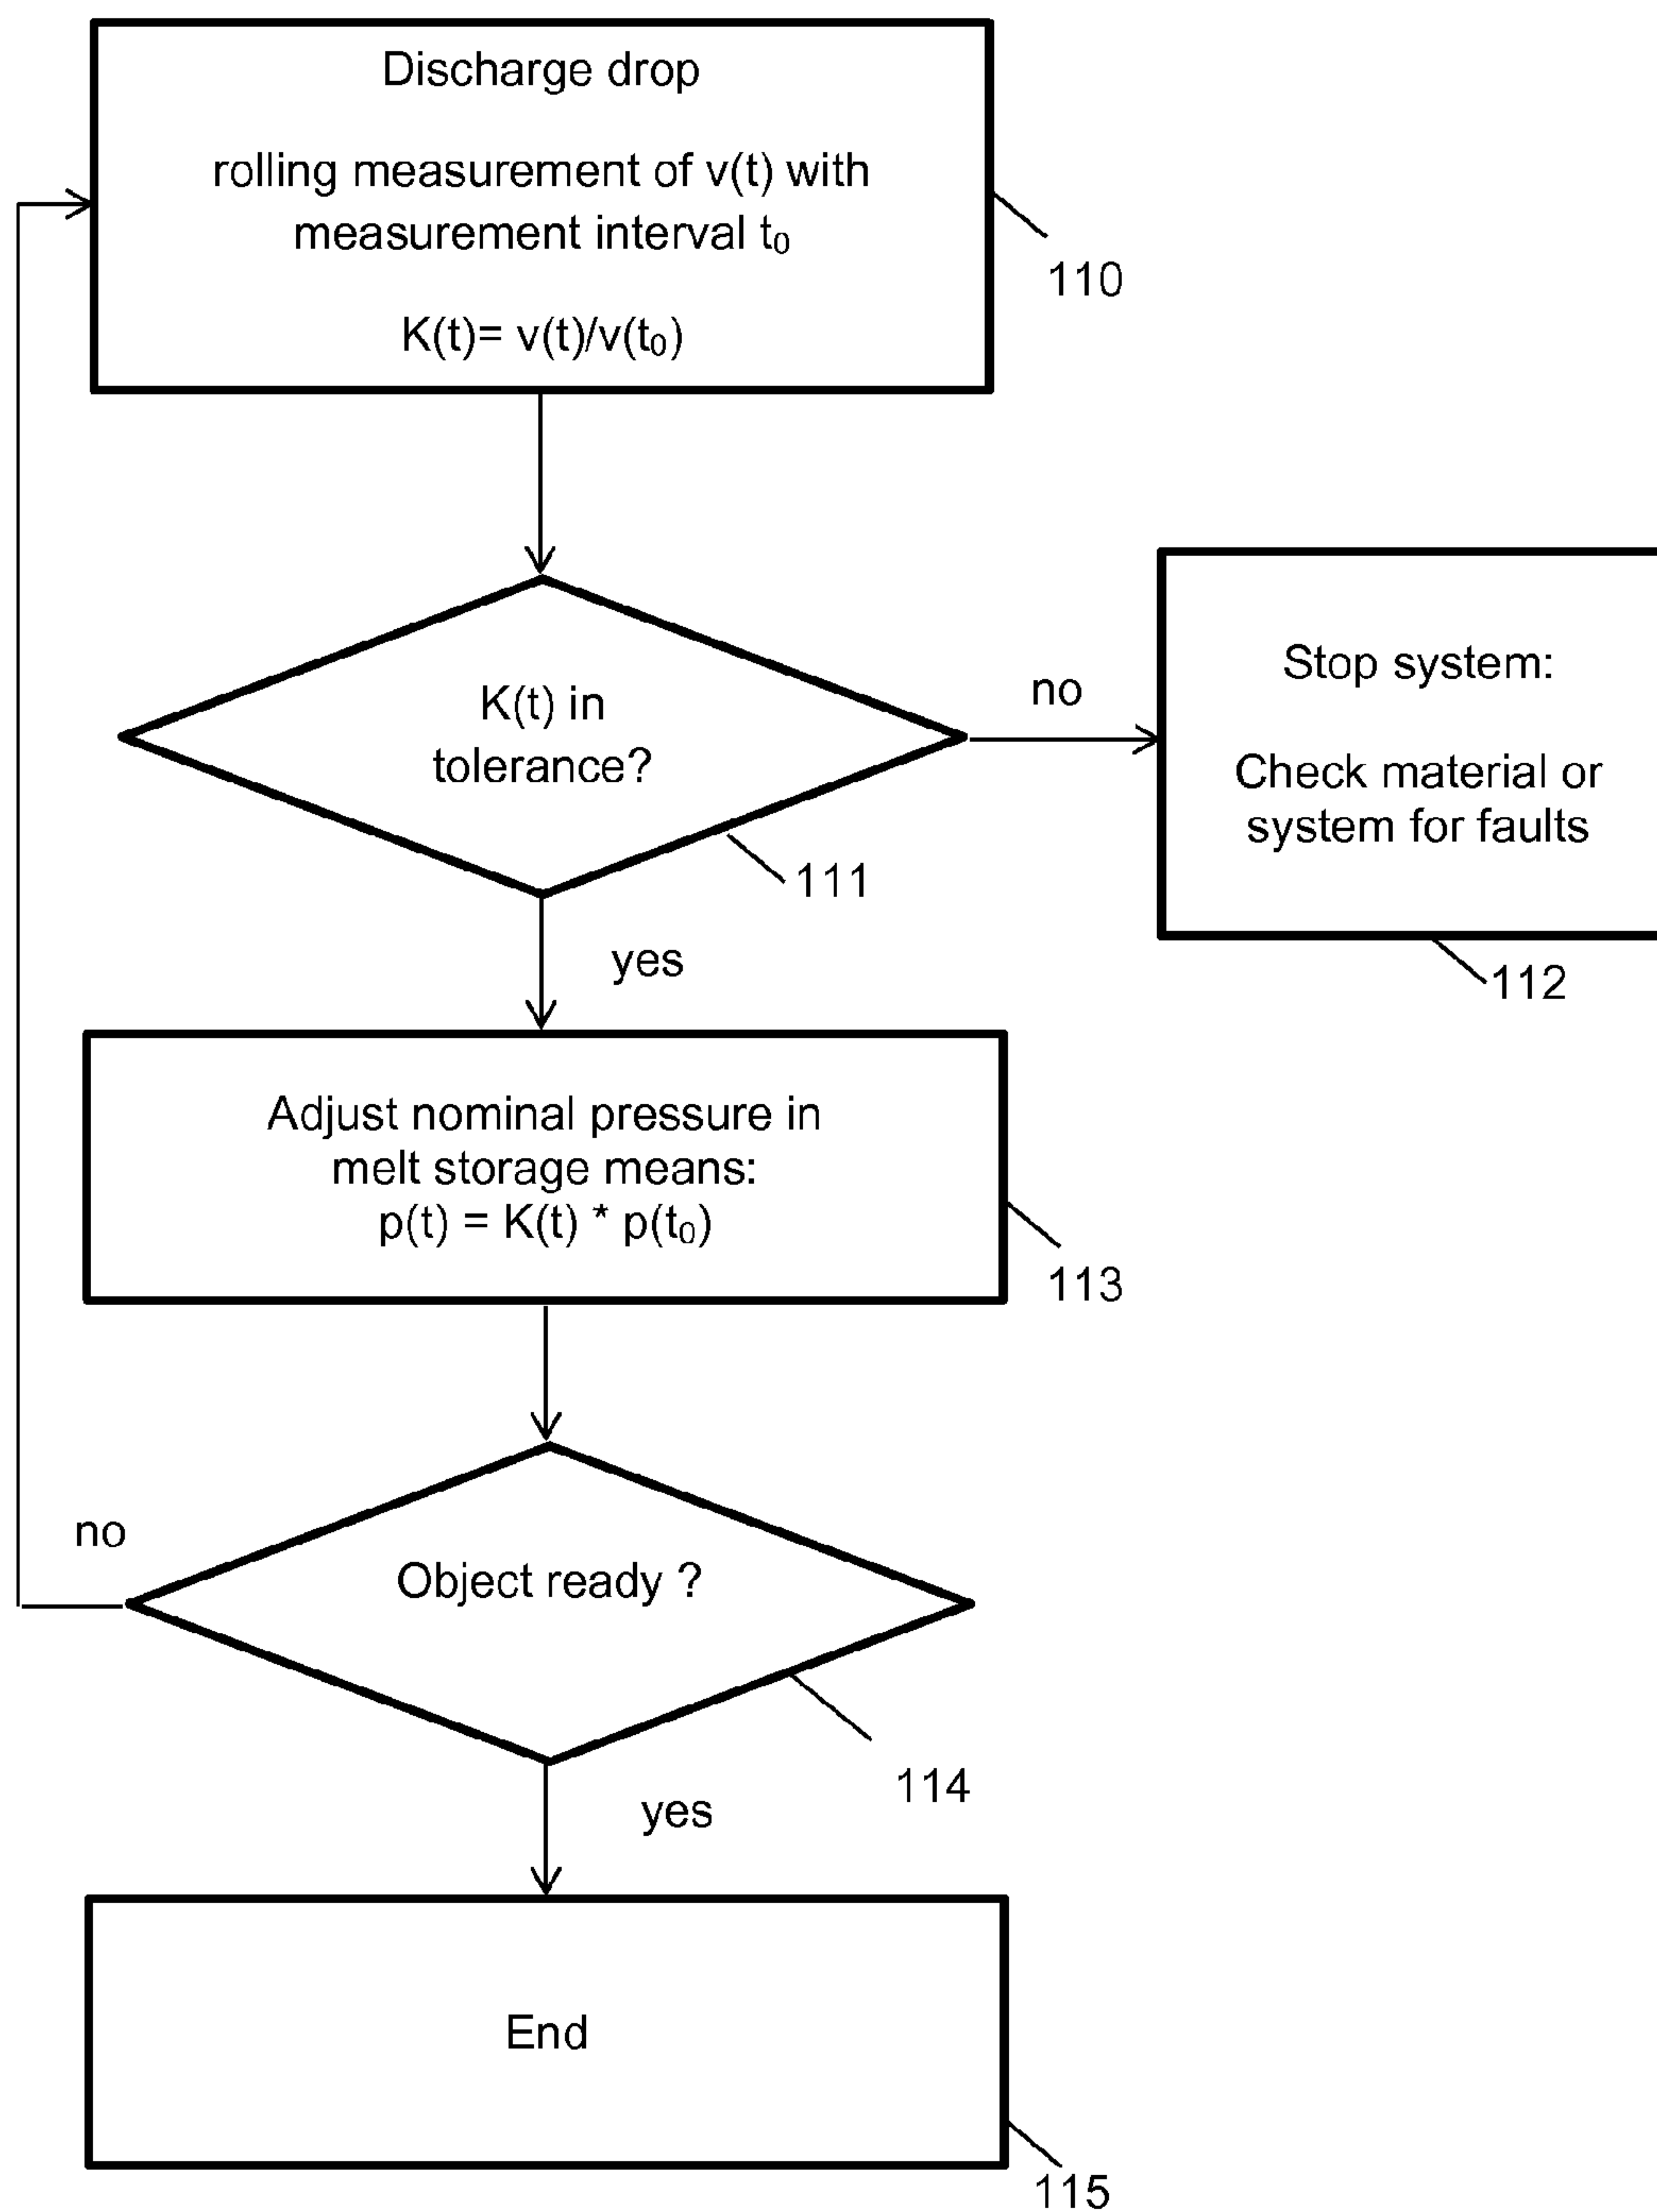 Discharge drop
rolling measurement of v(t) with
measurement interval t₀
K(t)= v(t)/v(t₀)
110
K(t) in
tolerance?
111
no
Stop system:
Check material or
system for faults
112
yes
Adjust nominal pressure in
melt storage means:
p(t) = K(t) * p(t₀)
113
no
Object ready ?
114
yes
End
115